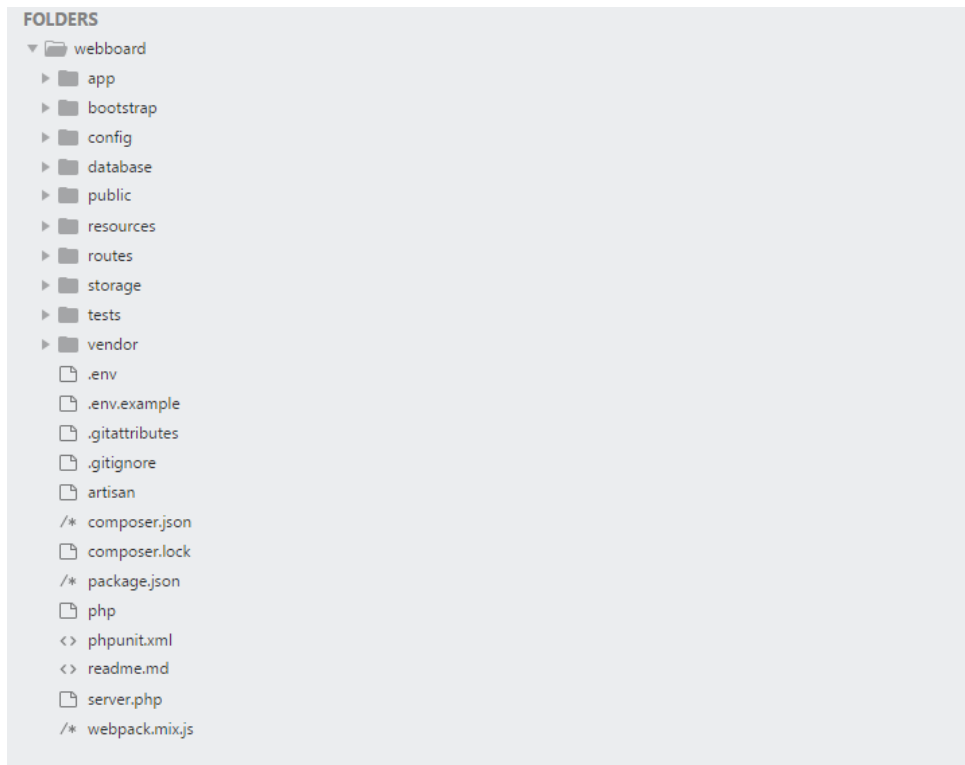 FOLDERS
webboard
app
bootstrap
config
database
public
resources
routes
storage
tests
vendor
.env
.env.example
.gitattributes
.gitignore
artisan
/* composer.json
composer.lock
/* package.json
php
<> phpunit.xml
<> readme.md
server.php
/* webpack.mix.js